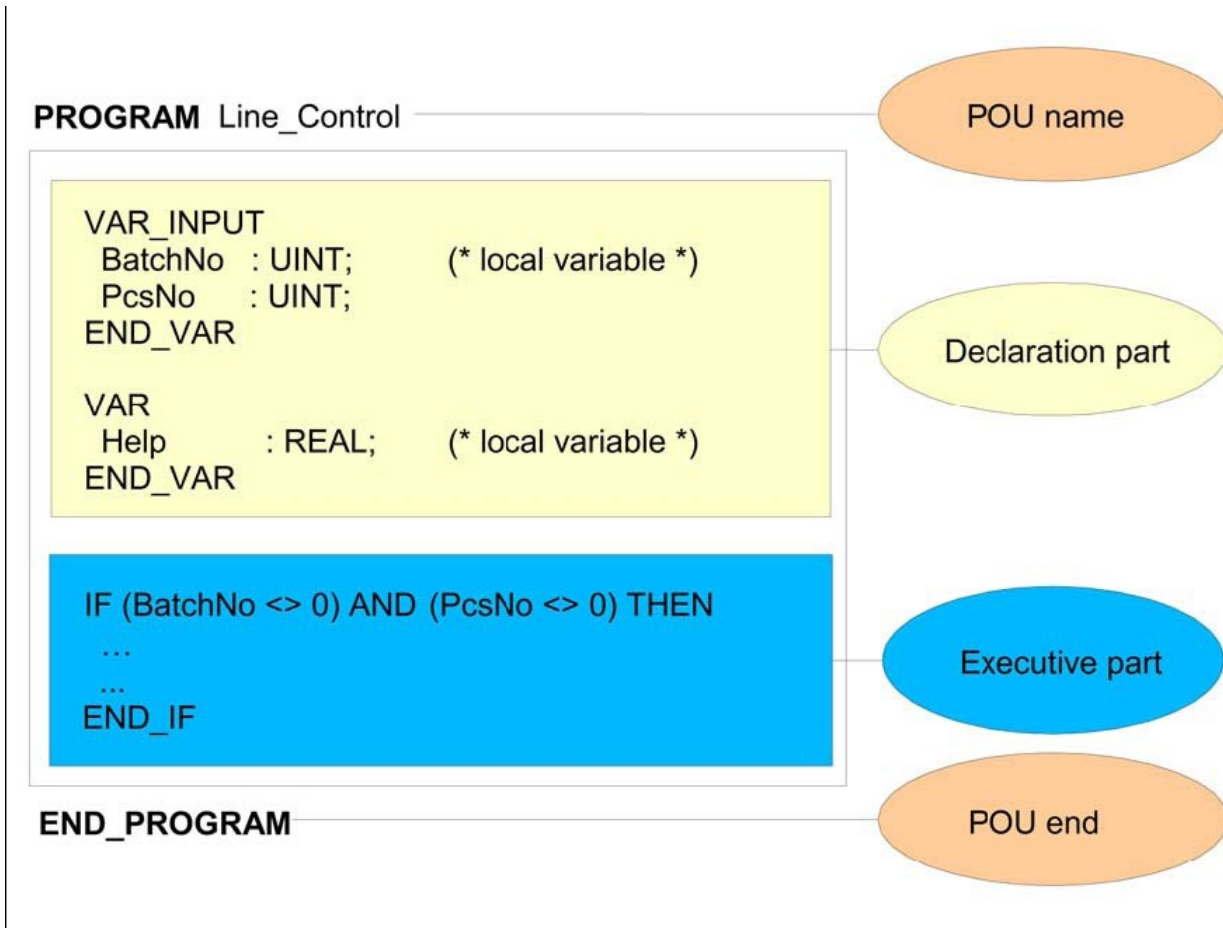 PROGRAM Line_Control
POU name
VAR_INPUT
BatchNo : UINT; (* local variable *)
PcsNo : UINT;
END_VAR
Declaration part
VAR
Help : REAL; (* local variable *)
END_VAR
IF (BatchNo <> 0) AND (PcsNo <> 0) THEN
...
...
END_IF
Executive part
END_PROGRAM
POU end